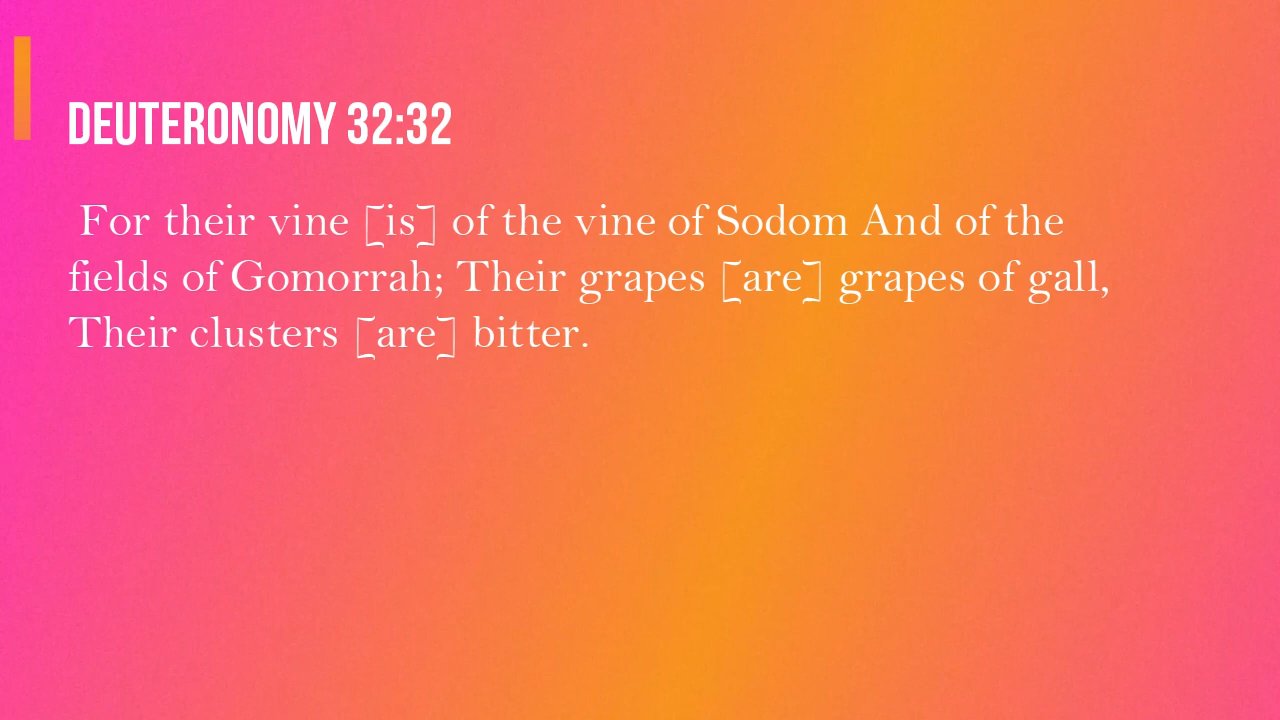 DEUTERONOMY 32:32
For their vine [is] of the vine of Sodom And of the
fields of Gomorrah; Their grapes [are] grapes of gall,
Their clusters [are] bitter.